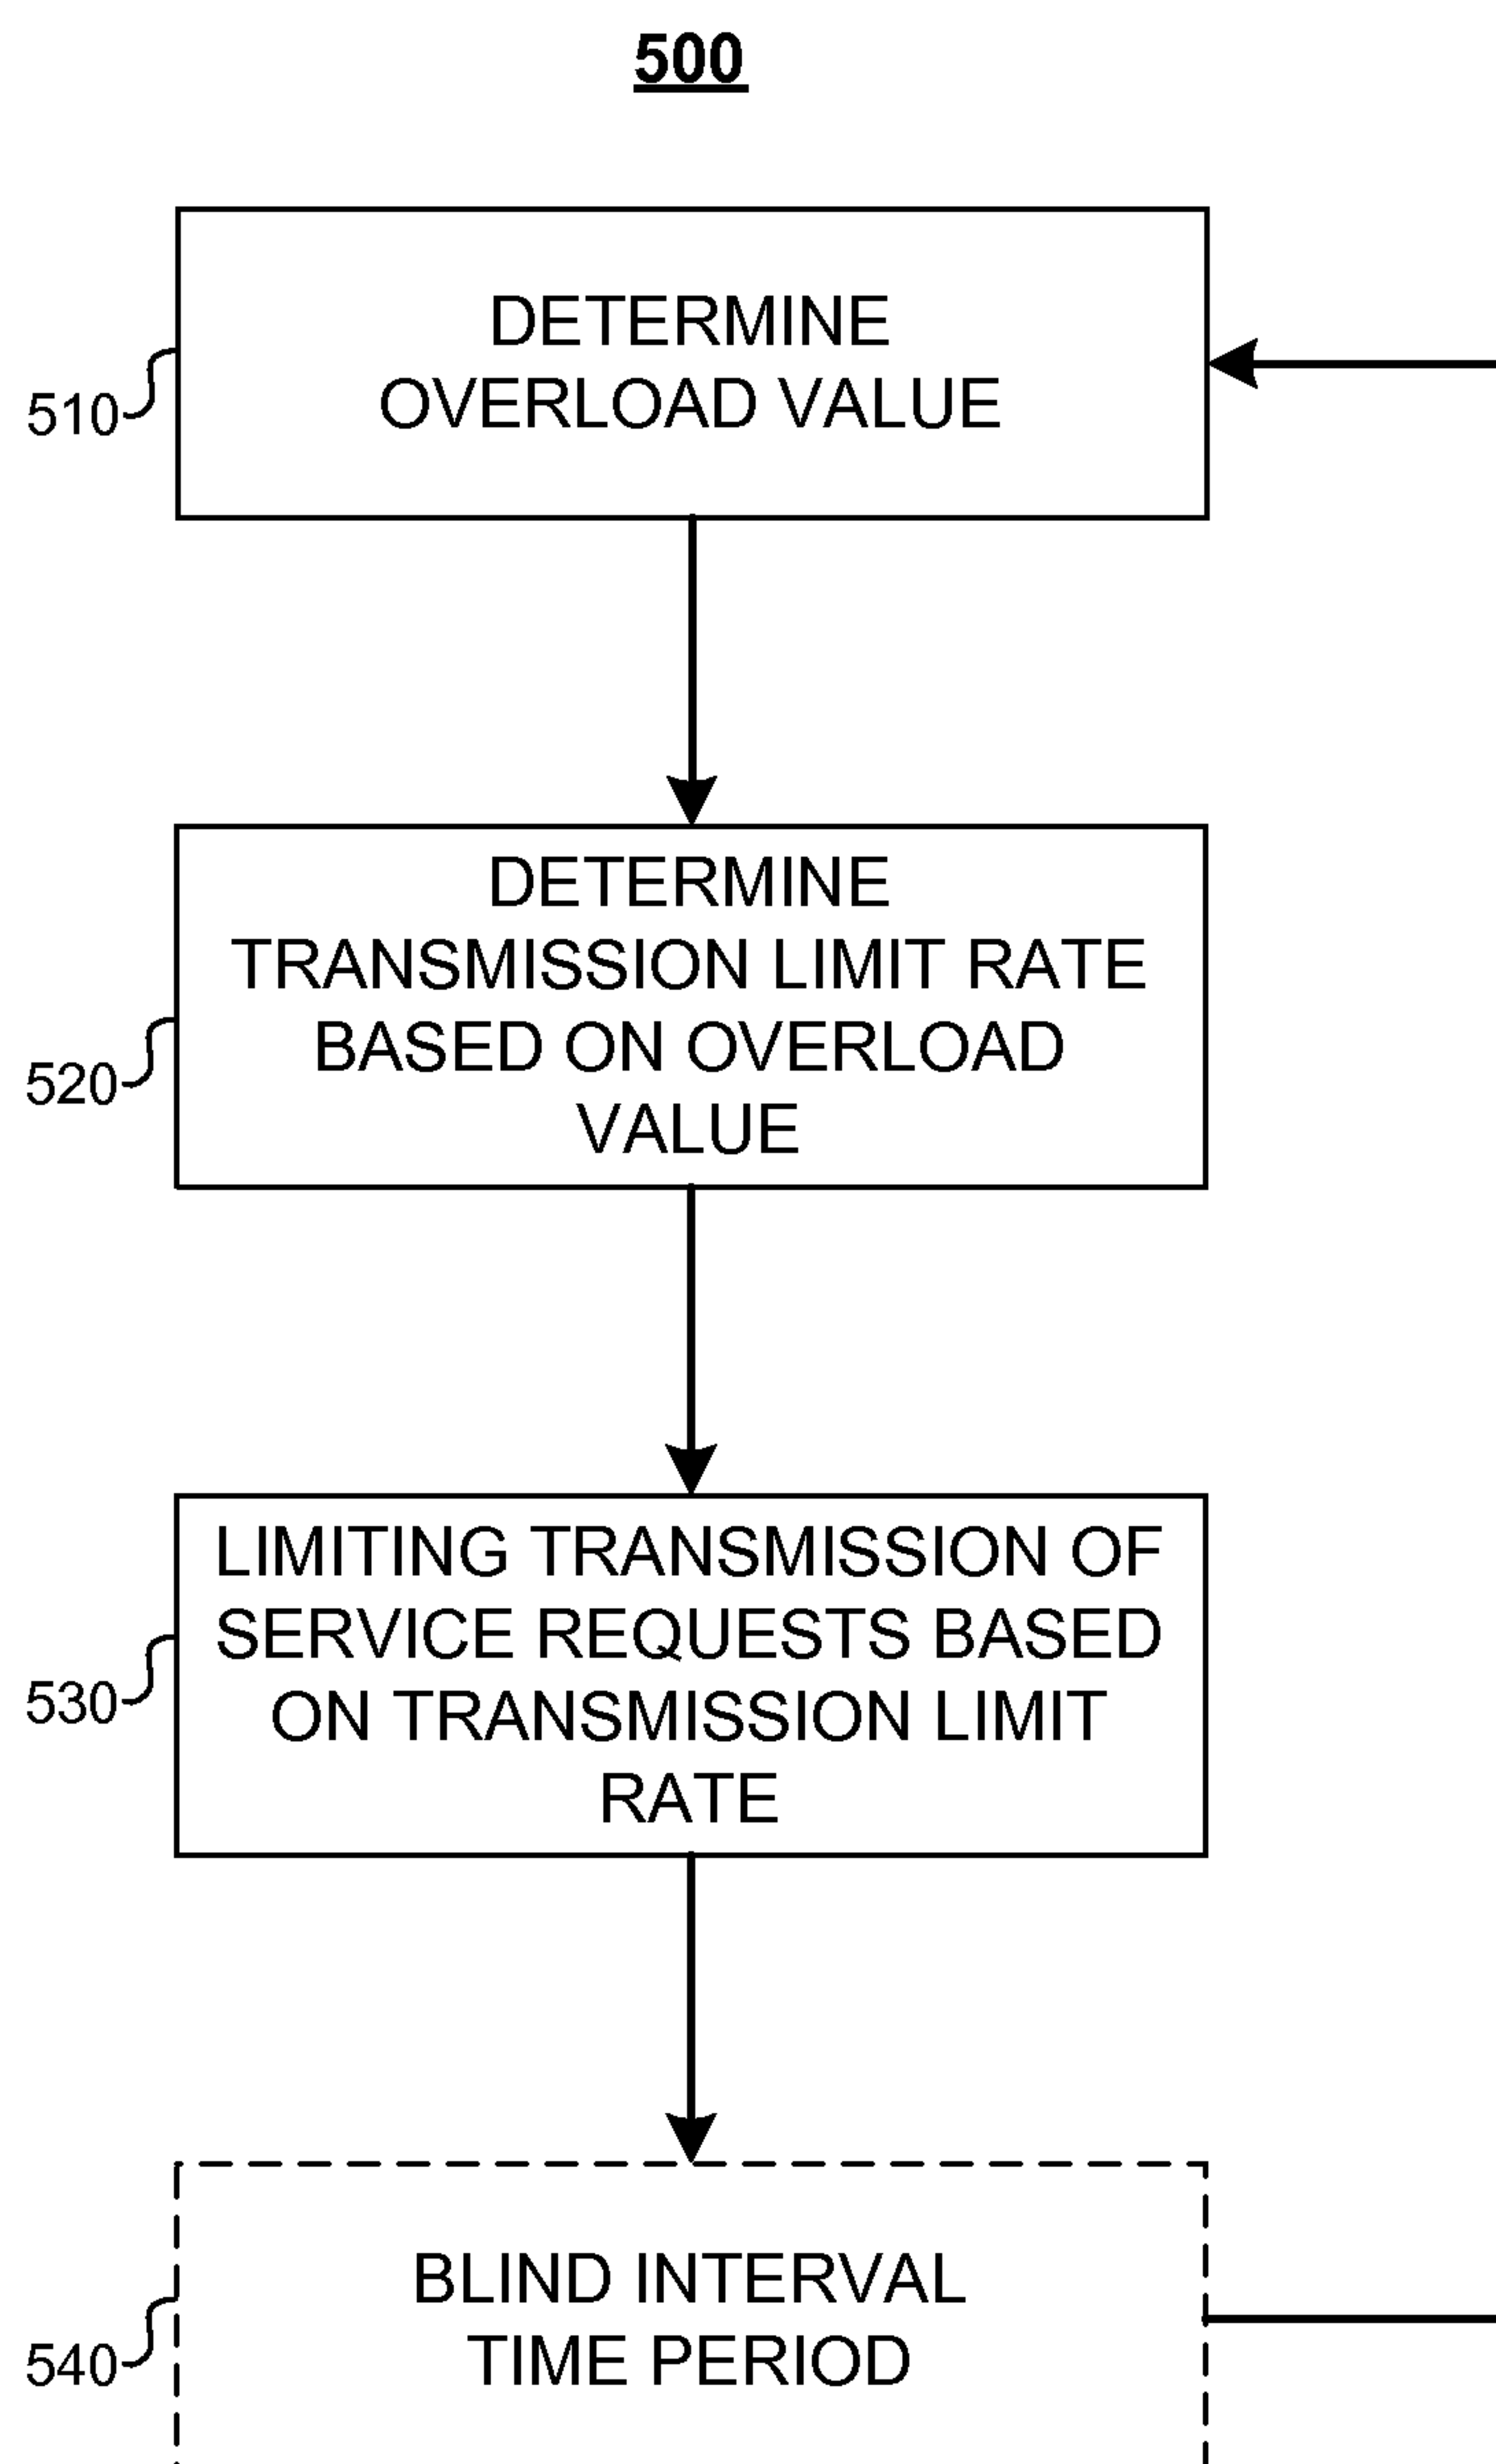 500
DETERMINE
OVERLOAD VALUE
510
DETERMINE
TRANSMISSION LIMIT RATE
BASED ON OVERLOAD
VALUE
520
LIMITING TRANSMISSION OF
SERVICE REQUESTS BASED
ON TRANSMISSION LIMIT
RATE
530
BLIND INTERVAL
TIME PERIOD
540